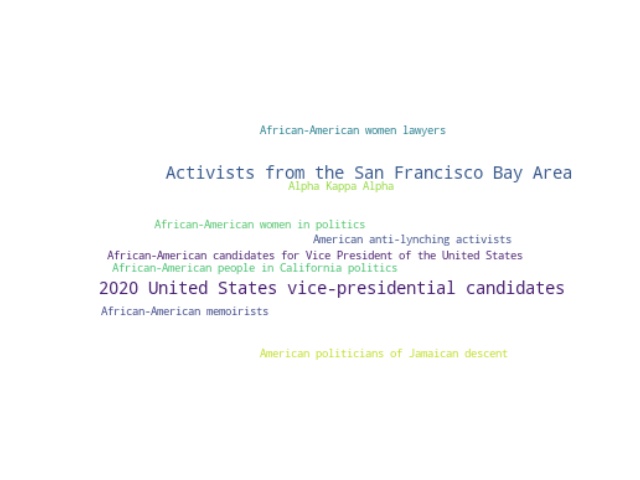 African-American women lawyers
Activists from the San Francisco Bay Area
Alpha Kappa Alpha
African-American women in politics
American anti-lynching activists
African-American candidates for Vice President of the United States
African-American people in California politics
2020 United States vice-presidential candidates
African-American memoirists
American politicians of Jamaican descent